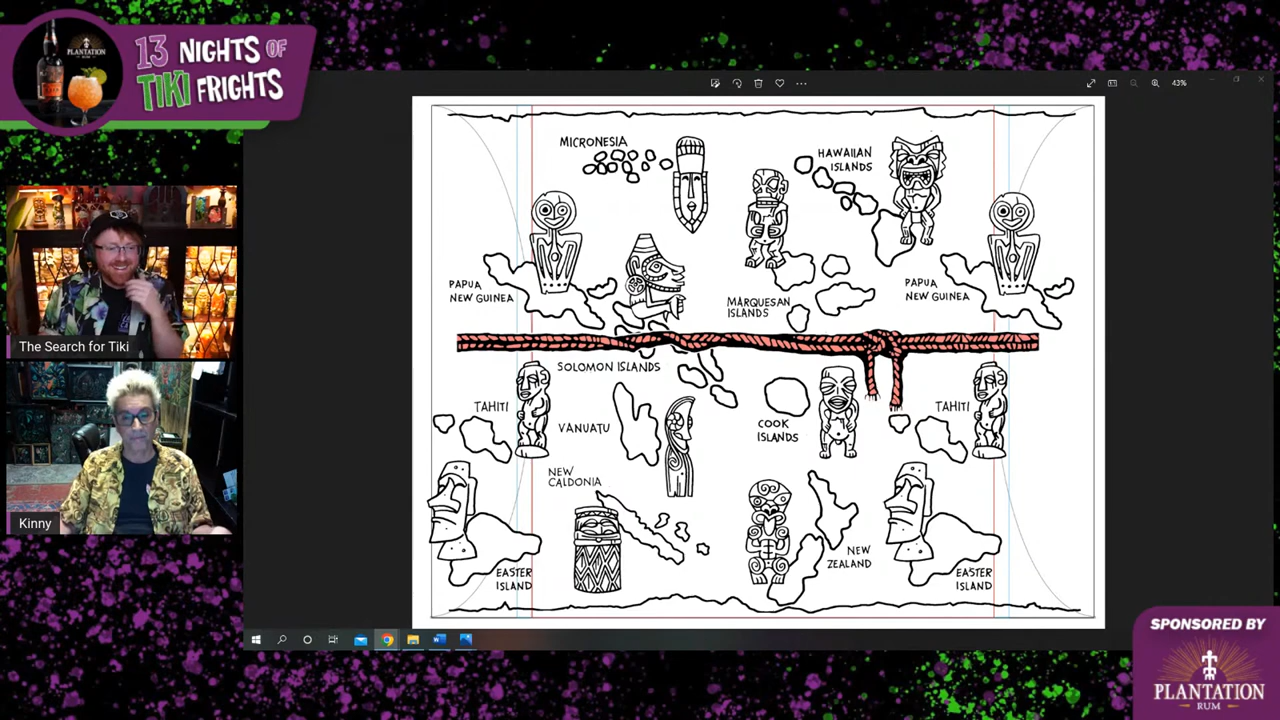 PLANTATION
RUM
13 NIGHTS OF
TIKI FRIGHTS
43%
MICRONESIA
HAWAIIAN
ISLANDS
PAPUA
NEW GUINEA
MARQUESAN
ISLANDS
PAPUA
NEW GUINEA
The Search for Tiki
SOLOMON ISLANDS
TAHITI
VANUATU
COOK
ISLANDS
TAHITI
NEW
CALDONIA
Kinny
NEW
ZEALAND
EASTER
ISLAND
EASTER
ISLAND
SPONSORED BY
PLANTATION
RUM